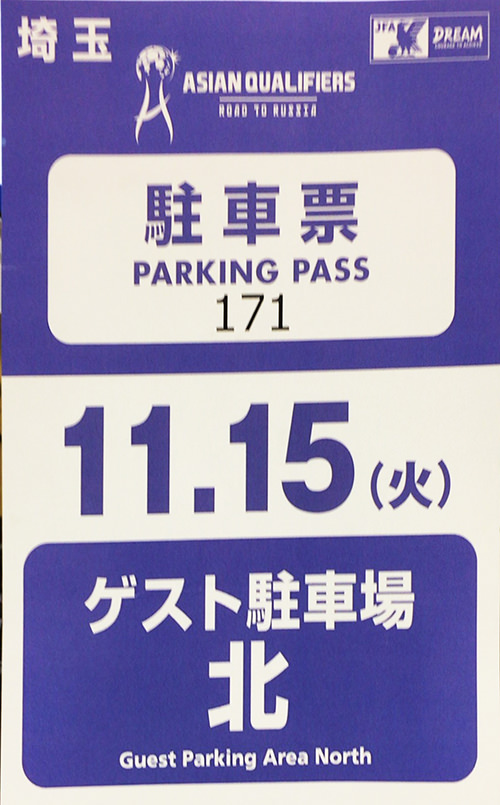 埼玉
JFA
DREAM
ASIAN QUALIFIERS
ROAD TO RUSSIA
駐車票
PARKING PASS
171
11.15(火)
ゲスト駐車場
北
Guest Parking Area North